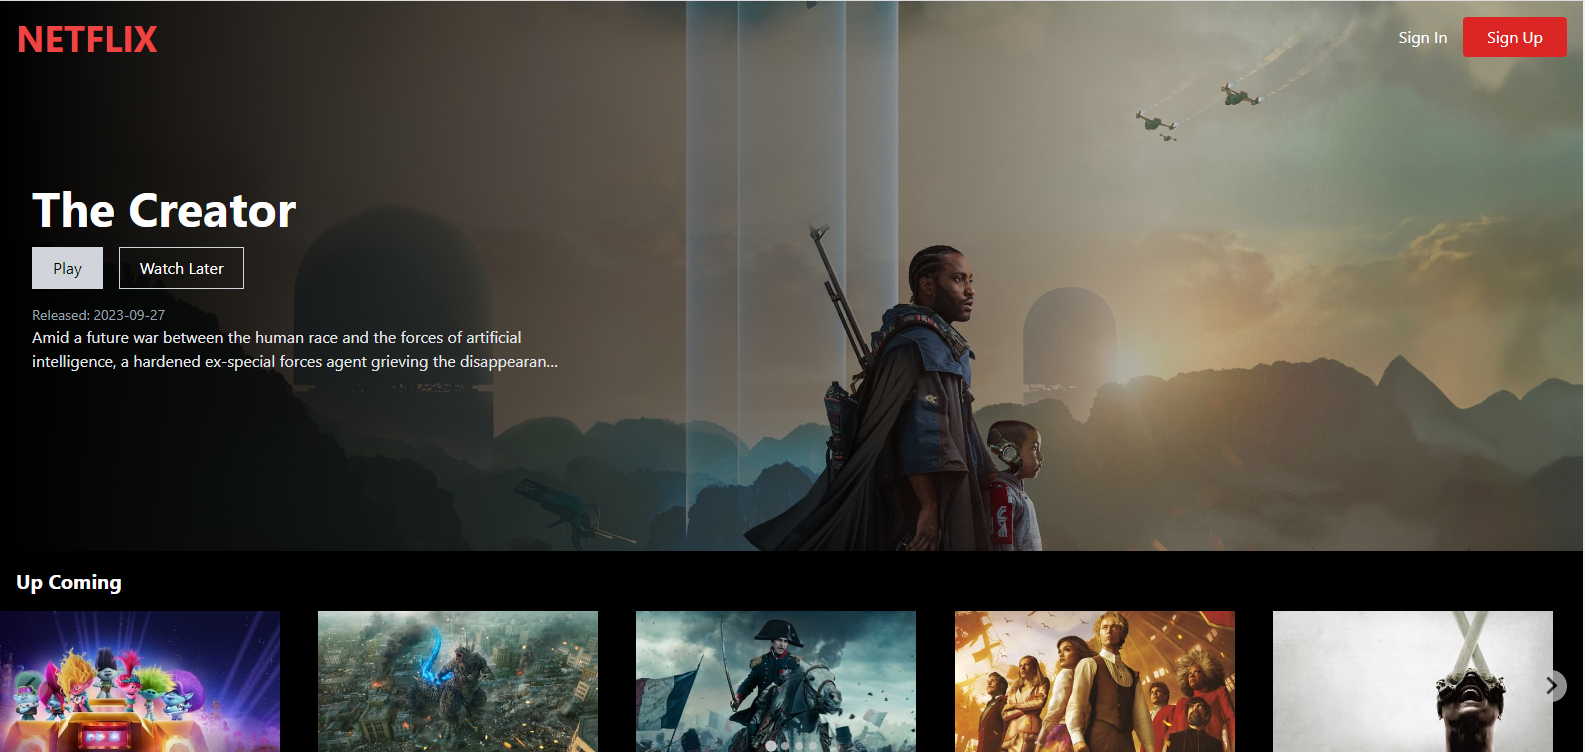 NETFLIX
Sign In
Sign Up
The Creator
Play
Watch Later
Released: 2023-09-27
Amid a future war between the human race and the forces of artificial
intelligence, a hardened ex-special forces agent grieving the disappearan...
Up Coming